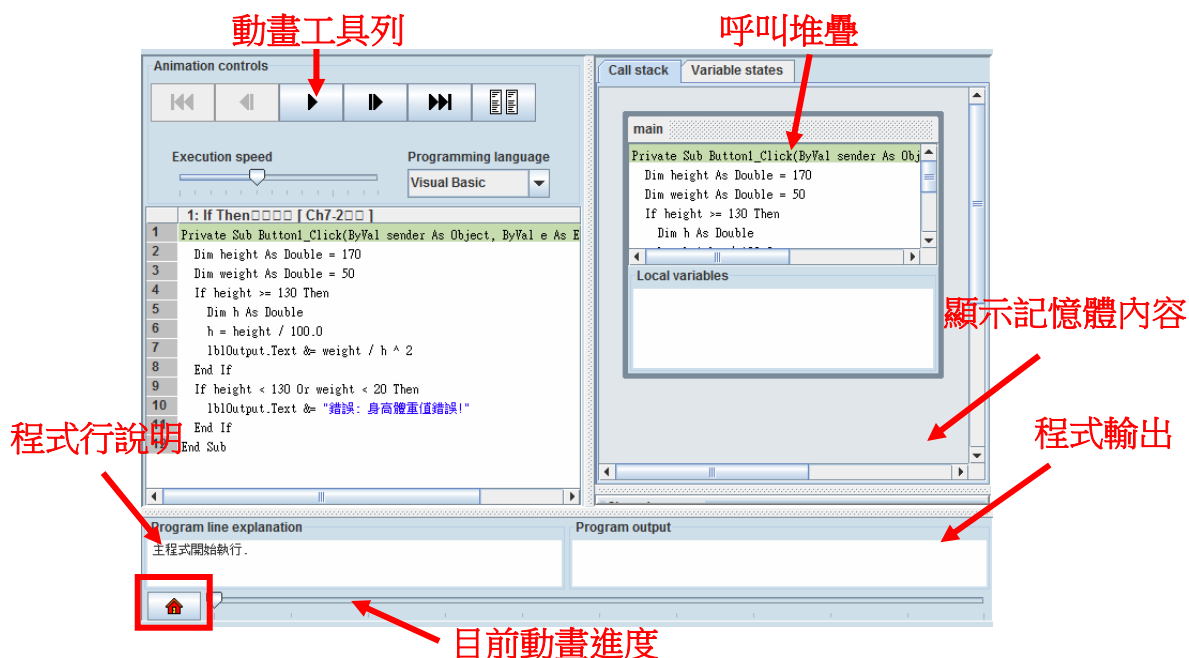 動畫工具列
呼叫堆疊
Animation controls
Execution speed
Programming language
Visual Basic
1: If Then□□□□ [ Ch7-2□□ ]
1 Private Sub Button1_Click(ByVal sender As Object, ByVal e As E
2 Dim height As Double = 170
3 Dim weight As Double = 50
4 If height >= 130 Then
5 Dim h As Double
6 h = height / 100.0
7 lblOutput.Text &= weight / h ^ 2
8 End If
9 If height < 130 Or weight < 20 Then
10 lblOutput.Text &= "錯誤: 身高體重值錯誤!"
11 End If
12 End Sub
程式行說明
Call stack
Variable states
main
Private Sub Button1_Click(ByVal sender As Obj
Dim height As Double = 170
Dim weight As Double = 50
If height >= 130 Then
Dim h As Double
Local variables
顯示記憶體內容
程式輸出
Program line explanation
主程式開始執行.
Program output
目前動畫進度